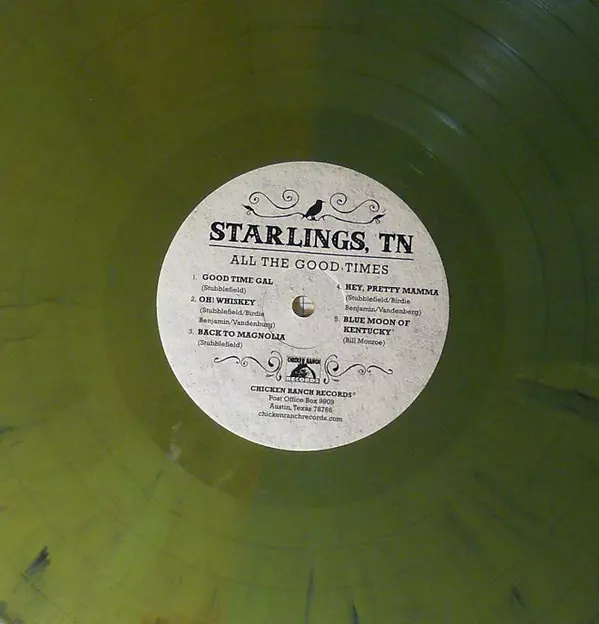 STARLINGS, TN
ALL THE GOOD TIMES
1. GOOD TIME GAL
(Stubblefield)
2. OH! WHISKEY
(Stubblefield/Birdie
Benjamin/Vandenburg)
3. BACK TO MAGNOLIA
(Stubblefield)
4. HEY, PRETTY MAMMA
(Stubblefield/Birdie
Benjamin/Vandenberg)
5. BLUE MOON OF
KENTUCKY
(Bill Monroe)
CHICKEN RANCH
RECORDS
CHICKEN RANCH RECORDS®
Post Office Box 9909
Austin, Texas 78766
chickenranchrecords.com